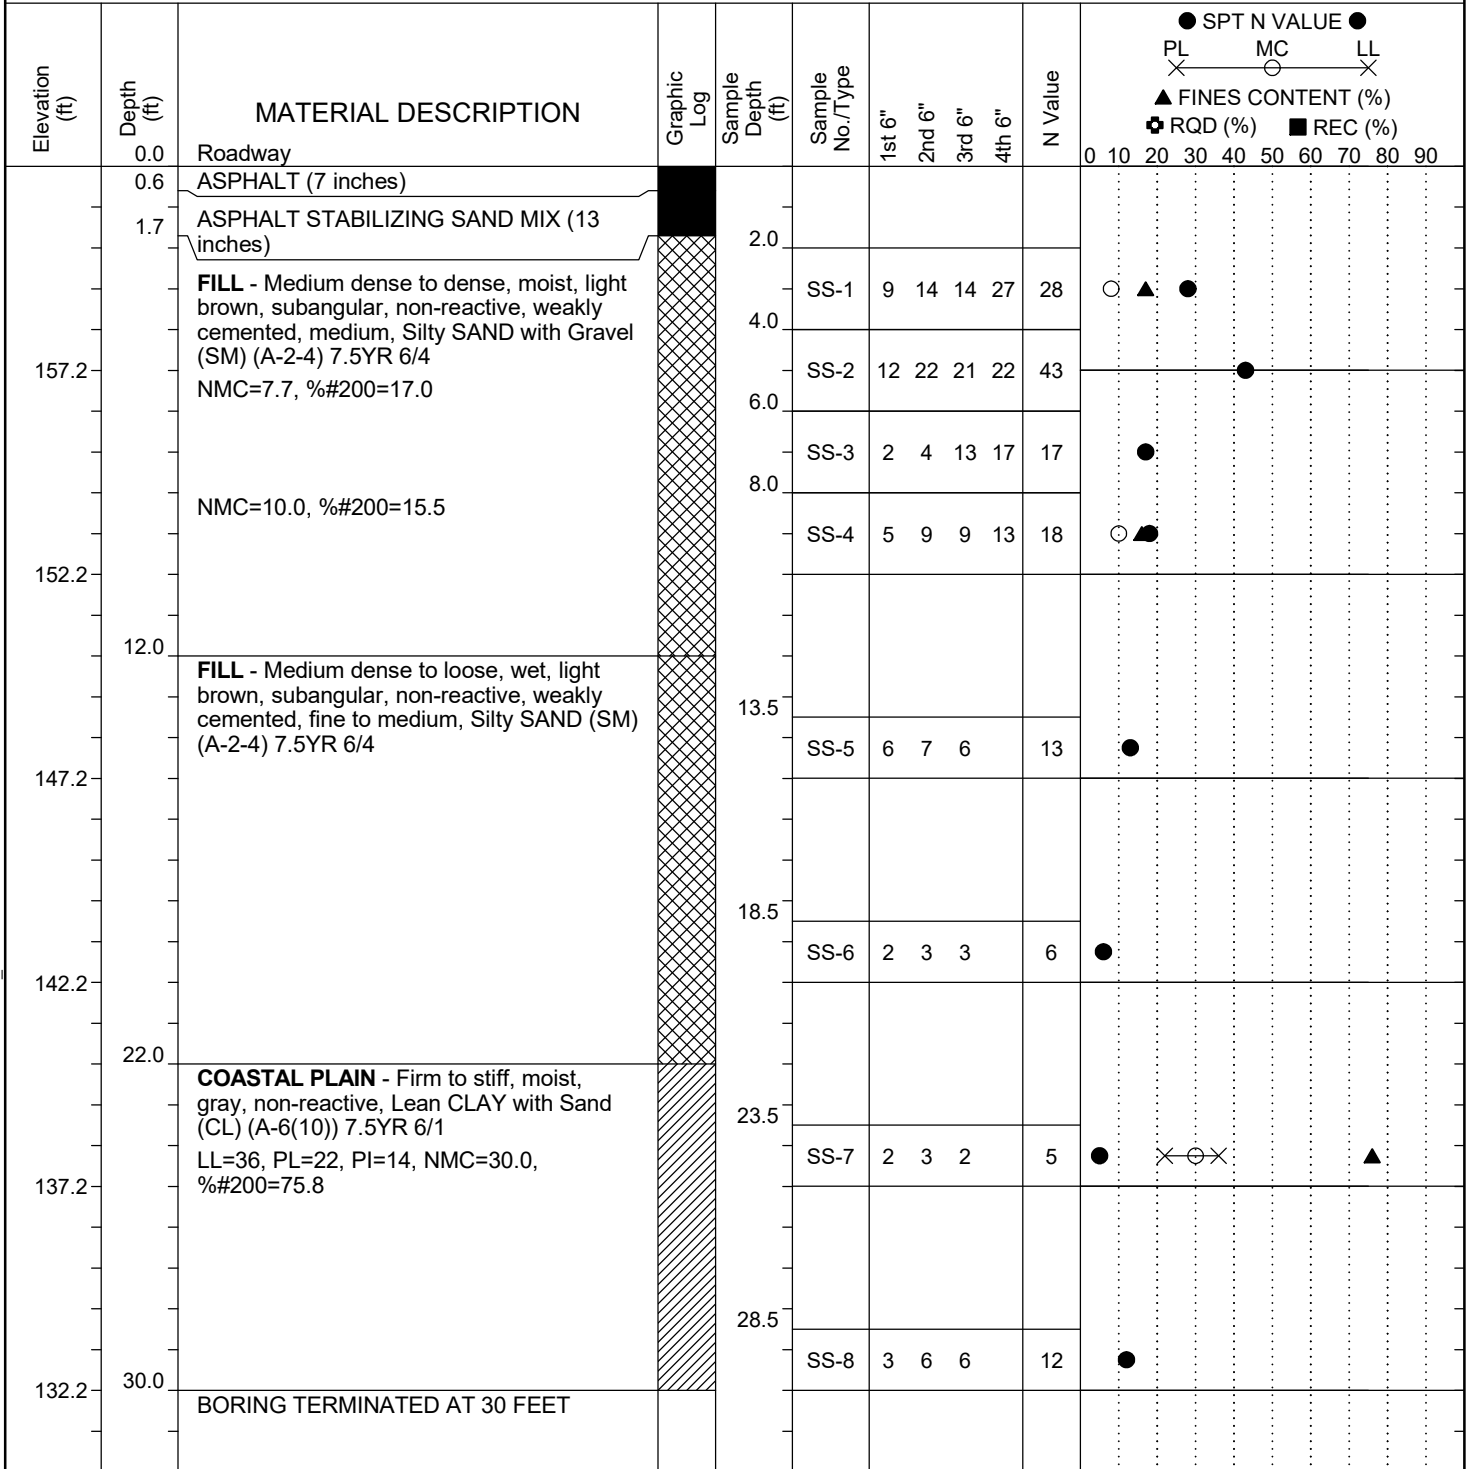 Elevation (ft)
Depth (ft)
MATERIAL DESCRIPTION
Graphic Log
Sample Depth (ft)
Sample No./Type
1st 6"
2nd 6"
3rd 6"
4th 6"
N Value
SPT N VALUE
PL MC LL
FINES CONTENT (%)
RQD (%) REC (%)
0 10 20 30 40 50 60 70 80 90
0.0 Roadway
0.6 ASPHALT (7 inches)
1.7 ASPHALT STABILIZING SAND MIX (13
inches)
2.0
FILL - Medium dense to dense, moist, light
brown, subangular, non-reactive, weakly
cemented, medium, Silty SAND with Gravel
(SM) (A-2-4) 7.5YR 6/4
SS-1 9 14 14 27 28
4.0
157.2
NMC=7.7, %#200=17.0
SS-2 12 22 21 22 43
6.0
SS-3 2 4 13 17 17
8.0
NMC=10.0, %#200=15.5
SS-4 5 9 9 13 18
152.2
12.0
FILL - Medium dense to loose, wet, light
brown, subangular, non-reactive, weakly
cemented, fine to medium, Silty SAND (SM)
(A-2-4) 7.5YR 6/4
13.5
SS-5 6 7 6 13
147.2
18.5
SS-6 2 3 3 6
142.2
22.0
COASTAL PLAIN - Firm to stiff, moist,
gray, non-reactive, Lean CLAY with Sand
(CL) (A-6(10)) 7.5YR 6/1
LL=36, PL=22, PI=14, NMC=30.0,
%#200=75.8
23.5
SS-7 2 3 2 5
137.2
28.5
SS-8 3 6 6 12
132.2
30.0
BORING TERMINATED AT 30 FEET